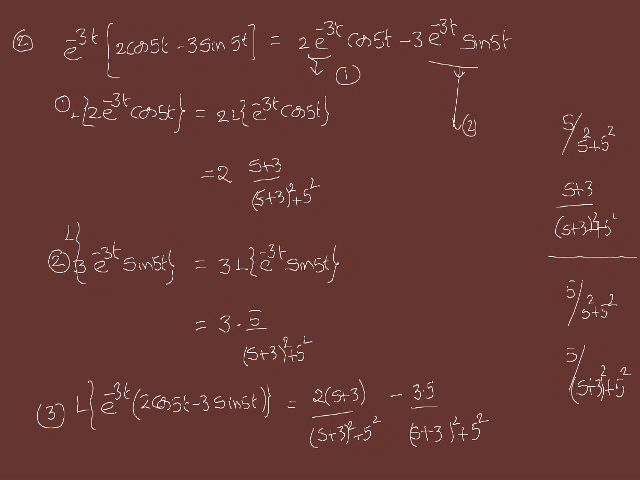 ② e^{-3t}[2cos5t - 3sin5t] = 2e^{-3t}cos5t - 3e^{-3t}sin5t
① ②
① L{2e^{-3t}cos5t} = 2L{e^{-3t}cos5t}
= 2 (s+3)/((s+3)^2+5^2)
② L{3e^{-3t}sin5t} = 3L{e^{-3t}sin5t}
= 3 · 5/((s+3)^2+5^2)
(3) L{e^{-3t}(2cos5t-3sin5t)} = 2(s+3)/((s+3)^2+5^2) - 3·5/((s+3)^2+5^2)
s/s^2+5^2
s+3/(s+3)^2+5^2
5/s^2+5^2
5/(s+3)^2+5^2